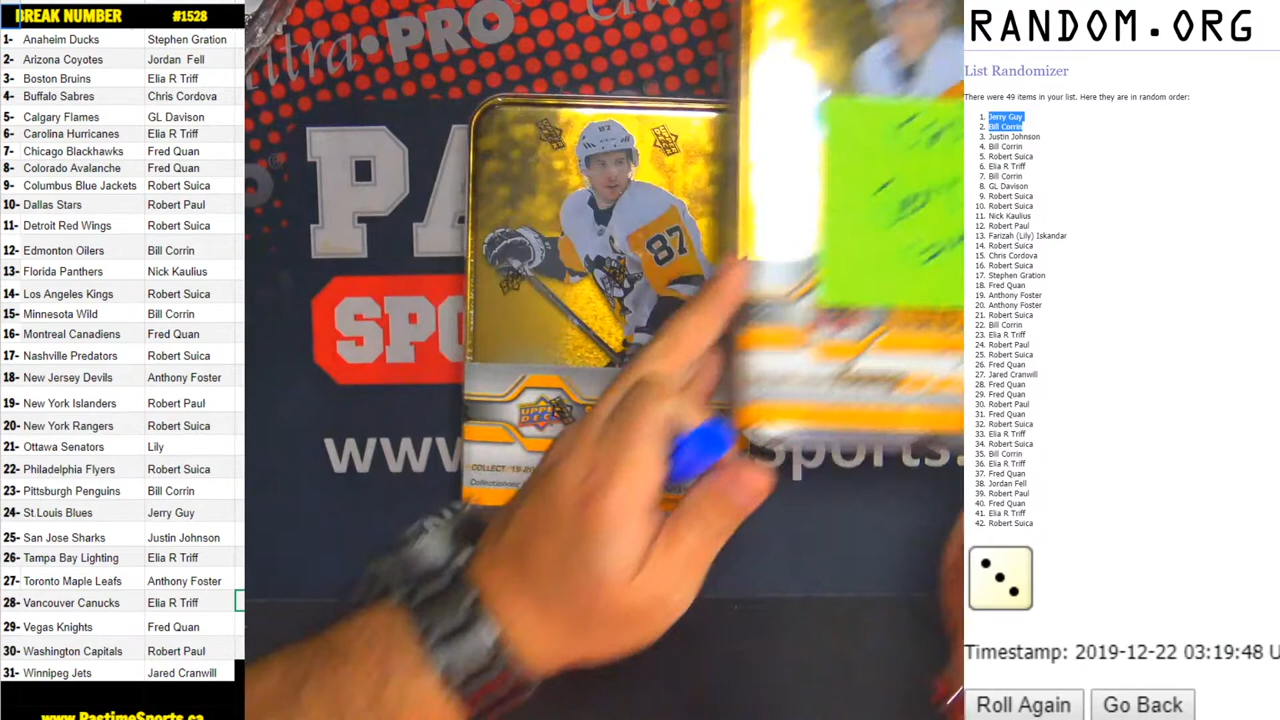 BREAK NUMBER #1528
1- Anaheim Ducks Stephen Gration
2- Arizona Coyotes Jordan Fell
3- Boston Bruins Elia R Triff
4- Buffalo Sabres Chris Cordova
5- Calgary Flames GL Davison
6- Carolina Hurricanes Elia R Triff
7- Chicago Blackhawks Fred Quan
8- Colorado Avalanche Fred Quan
9- Columbus Blue Jackets Robert Suica
10- Dallas Stars Robert Paul
11- Detroit Red Wings Robert Suica
12- Edmonton Oilers Bill Corrin
13- Florida Panthers Nick Kaulius
14- Los Angeles Kings Robert Suica
15- Minnesota Wild Bill Corrin
16- Montreal Canadiens Fred Quan
17- Nashville Predators Robert Suica
18- New Jersey Devils Anthony Foster
19- New York Islanders Robert Paul
20- New York Rangers Robert Suica
21- Ottawa Senators Lily
22- Philadelphia Flyers Robert Suica
23- Pittsburgh Penguins Bill Corrin
24- St.Louis Blues Jerry Guy
25- San Jose Sharks Justin Johnson
26- Tampa Bay Lighting Elia R Triff
27- Toronto Maple Leafs Anthony Foster
28- Vancouver Canucks Elia R Triff
29- Vegas Knights Fred Quan
30- Washington Capitals Robert Paul
31- Winnipeg Jets Jared Cranwill
www.PastimeSports.ca
tra•PRO
PA
SPO
www
sports.
87
87
UPPER DECK
COLLECT '19-20
RANDOM.ORG
List Randomizer
There were 49 items in your list. Here they are in random order:
1. Jerry Guy
2. Bill Corrin
3. Justin Johnson
4. Bill Corrin
5. Robert Suica
6. Elia R Triff
7. Bill Corrin
8. GL Davison
9. Robert Suica
10. Robert Suica
11. Nick Kaulius
12. Robert Paul
13. Farizah (Lily) Iskandar
14. Robert Suica
15. Chris Cordova
16. Robert Suica
17. Stephen Gration
18. Fred Quan
19. Anthony Foster
20. Anthony Foster
21. Robert Suica
22. Bill Corrin
23. Elia R Triff
24. Robert Paul
25. Robert Suica
26. Fred Quan
27. Jared Cranwill
28. Fred Quan
29. Fred Quan
30. Robert Paul
31. Fred Quan
32. Robert Suica
33. Elia R Triff
34. Robert Suica
35. Bill Corrin
36. Elia R Triff
37. Fred Quan
38. Jordan Fell
39. Robert Paul
40. Fred Quan
41. Elia R Triff
42. Robert Suica
Timestamp: 2019-12-22 03:19:48 U
Roll Again Go Back